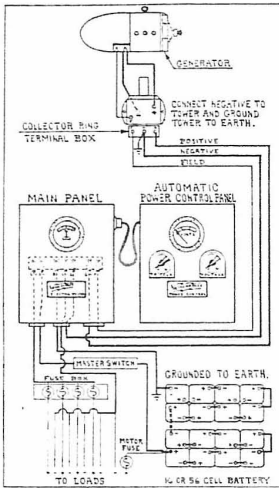 GENERATOR
CONNECT NEGATIVE TO
TOWER AND GROUND
TOWER TO EARTH.
COLLECTOR RING
TERMINAL BOX
POSITIVE
NEGATIVE
FIELD
MAIN PANEL
AUTOMATIC
POWER CONTROL PANEL
MASTER SWITCH
GROUNDED TO EARTH.
FUSE BOX
MOTOR
FUSE
TO LOADS
16 OR 56 CELL BATTERY